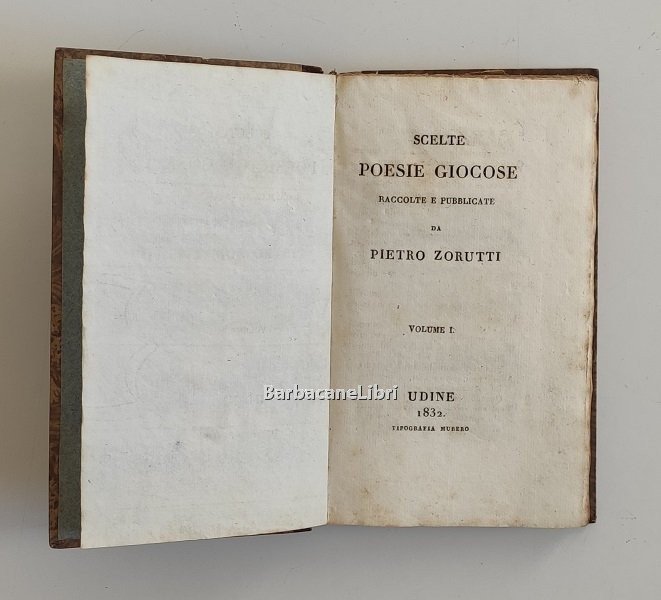 SCELTE
POESIE GIOCOSE
RACCOLTE E PUBBLICATE
DA
PIETRO ZORUTTI
VOLUME I.
UDINE
1832.
TIPOGRAFIA MURERO
BarbacaneLibri